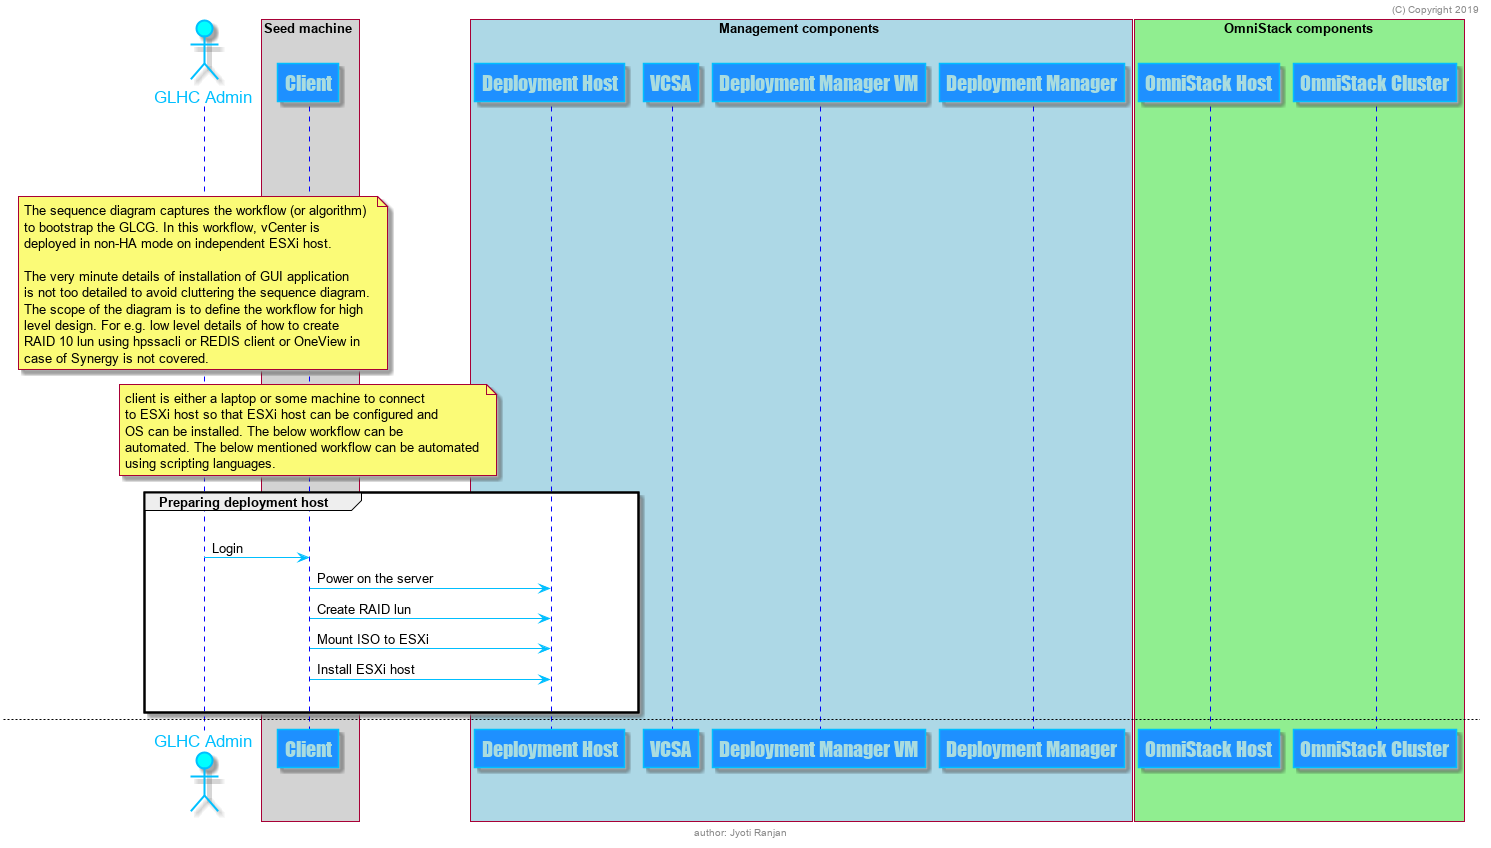 (C) Copyright 2019
Seed machine
Management components
OmniStack components
GLHC Admin
Client
Deployment Host
VCSA
Deployment Manager VM
Deployment Manager
OmniStack Host
OmniStack Cluster
The sequence diagram captures the workflow (or algorithm)
to bootstrap the GLCG. In this workflow, vCenter is
deployed in non-HA mode on independent ESXi host.
The very minute details of installation of GUI application
is not too detailed to avoid cluttering the sequence diagram.
The scope of the diagram is to define the workflow for high
level design. For e.g. low level details of how to create
RAID 10 lun using hpssacli or REDIS client or OneView in
case of Synergy is not covered.
client is either a laptop or some machine to connect
to ESXi host so that ESXi host can be configured and
OS can be installed. The below workflow can be
automated. The below mentioned workflow can be automated
using scripting languages.
Preparing deployment host
Login
Power on the server
Create RAID lun
Mount ISO to ESXi
Install ESXi host
GLHC Admin
Client
Deployment Host
VCSA
Deployment Manager VM
Deployment Manager
OmniStack Host
OmniStack Cluster
author: Jyoti Ranjan